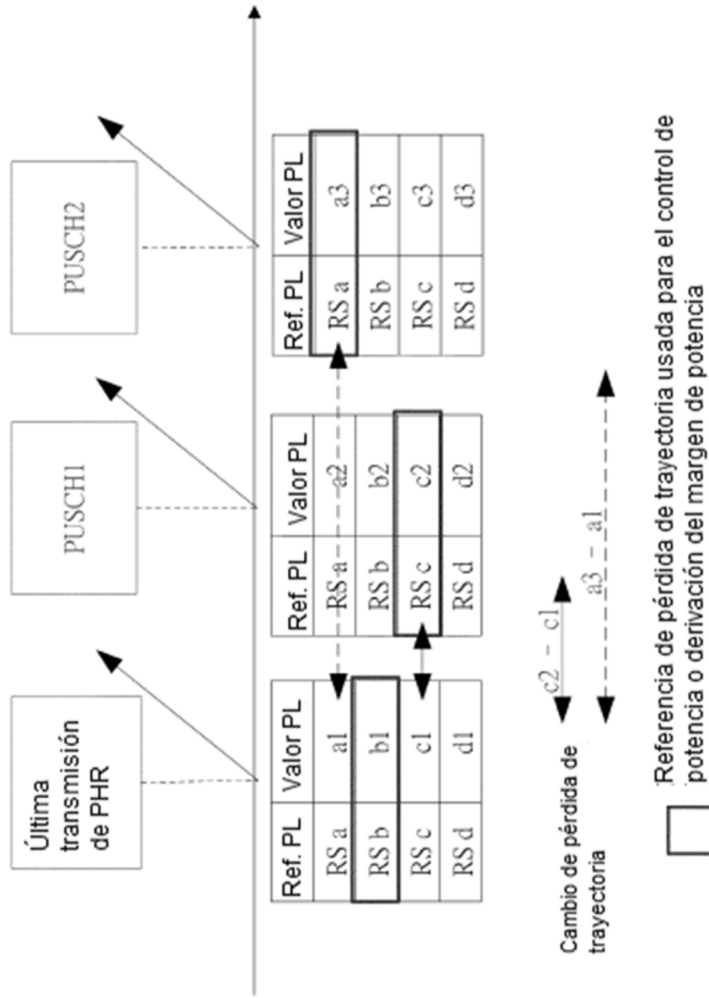 Última
transmisión
de PHR
PUSCH1
PUSCH2
Ref. PL Valor PL
RS a a1
RS b b1
RS c c1
RS d d1
Ref. PL Valor PL
RS a a2
RS b b2
RS c c2
RS d d2
Ref. PL Valor PL
RS a a3
RS b b3
RS c c3
RS d d3
Cambio de pérdida de
trayectoria
c2 - c1
a3 - a1
Referencia de pérdida de trayectoria usada para el control de
potencia o derivación del margen de potencia